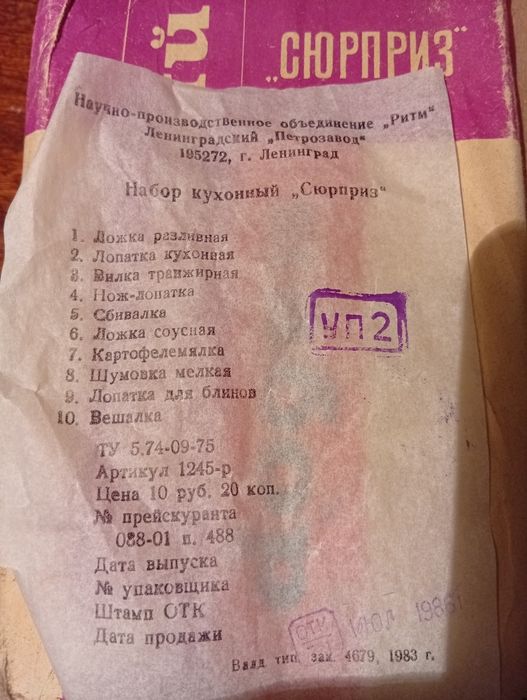 „СЮРПРИЗ"
Научно-производственное объединение „Ритм"
Ленинградский „Петрозавод"
195272, г. Ленинград
Набор кухонный „Сюрприз"
1. Ложка разливная
2. Лопатка кухонная
3. Вилка транжирная
4. Нож-лопатка
5. Сбивалка
6. Ложка соусная
7. Картофелемялка
8. Шумовка мелкая
9. Лопатка для блинов
10. Вешалка
УП2
ТУ 5.74-09-75
Артикул 1245-р
Цена 10 руб. 20 коп.
№ прейскуранта
088-01 п. 488
Дата выпуска
№ упаковщика
Штамп ОТК
Дата продажи
ОТК
ИЮЛ
Валд тип. зак. 4679, 1983 г.